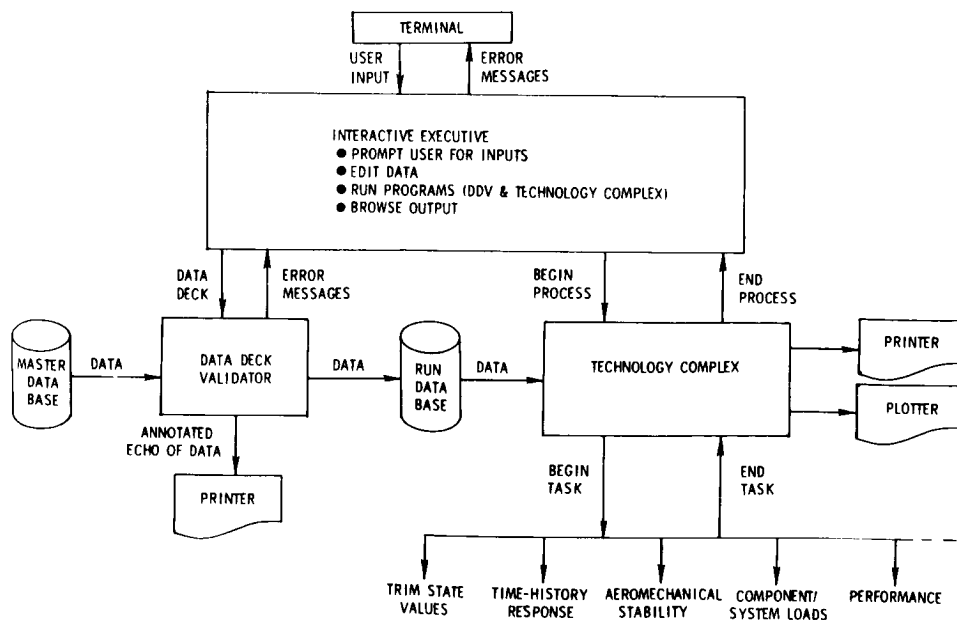 TERMINAL
USER
INPUT
ERROR
MESSAGES
INTERACTIVE EXECUTIVE
● PROMPT USER FOR INPUTS
● EDIT DATA
● RUN PROGRAMS (DDV & TECHNOLOGY COMPLEX)
● BROWSE OUTPUT
DATA
DECK
ERROR
MESSAGES
BEGIN
PROCESS
END
PROCESS
MASTER
DATA
BASE
DATA
DATA DECK
VALIDATOR
DATA
RUN
DATA
BASE
DATA
TECHNOLOGY COMPLEX
PRINTER
PLOTTER
ANNOTATED
ECHO OF DATA
PRINTER
BEGIN
TASK
END
TASK
TRIM STATE
VALUES
TIME-HISTORY
RESPONSE
AEROMECHANICAL
STABILITY
COMPONENT/
SYSTEM LOADS
PERFORMANCE